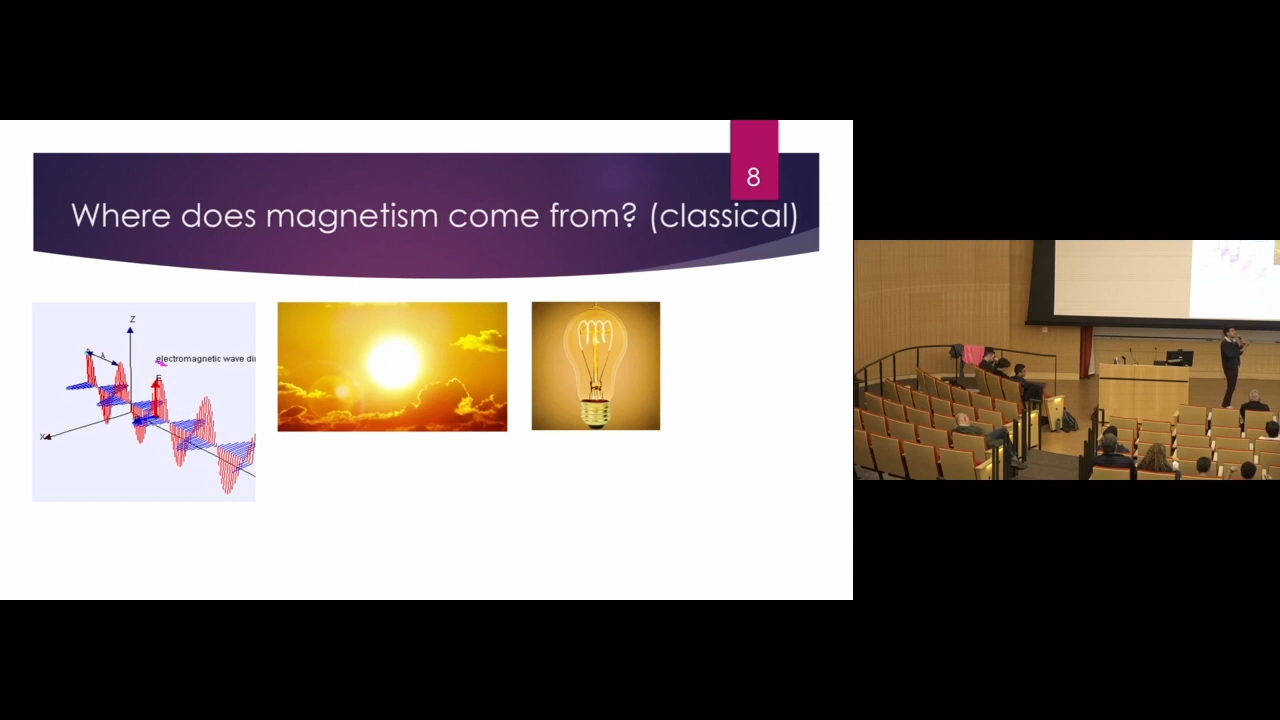 8
Where does magnetism come from? (classical)
Z
A
electromagnetic wave di
E
X